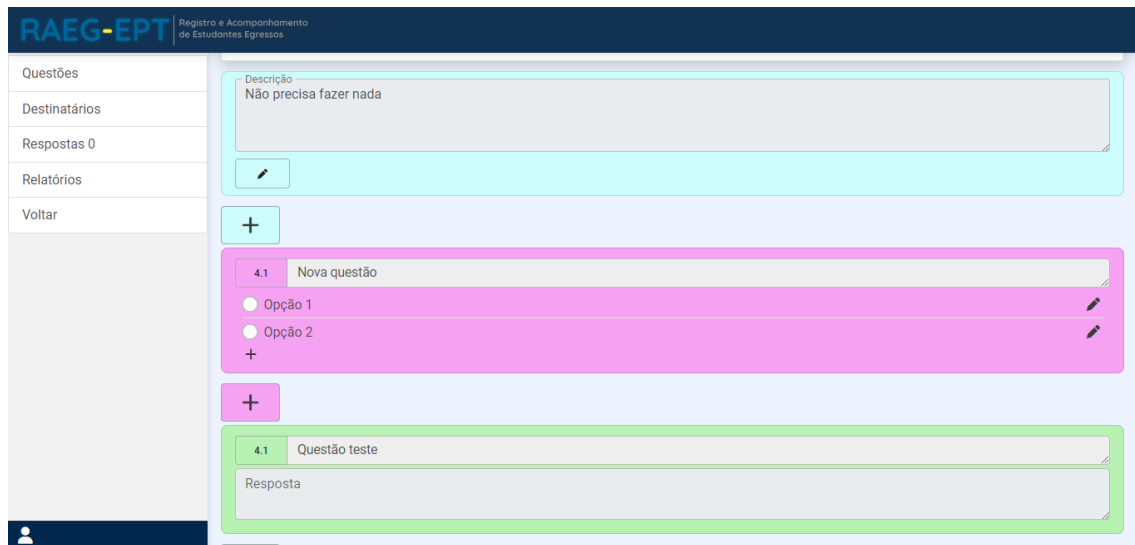 RAEG-EPT
Registro e Acompanhamento
de Estudantes Egressos
Questões
Destinatários
Respostas 0
Relatórios
Voltar
Descrição
Não precisa fazer nada
4.1 Nova questão
Opção 1
Opção 2
4.1 Questão teste
Resposta